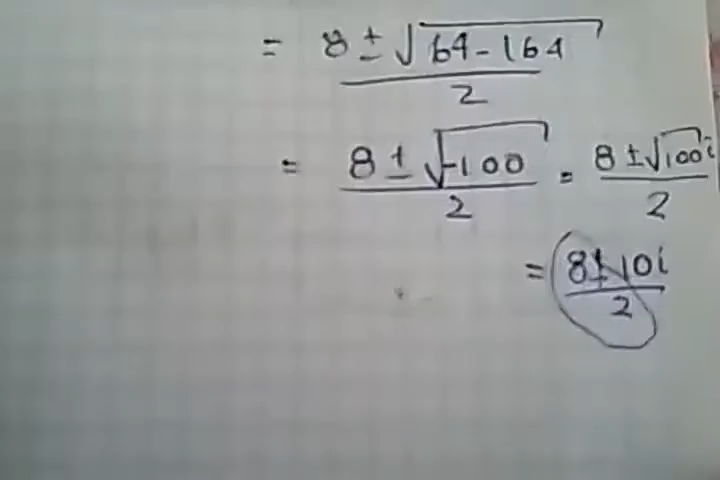 = 8 ± √64 - 164 / 2
= 8 ± √-100 / 2 = 8 ± √100 i / 2
= 8 ± 10i / 2